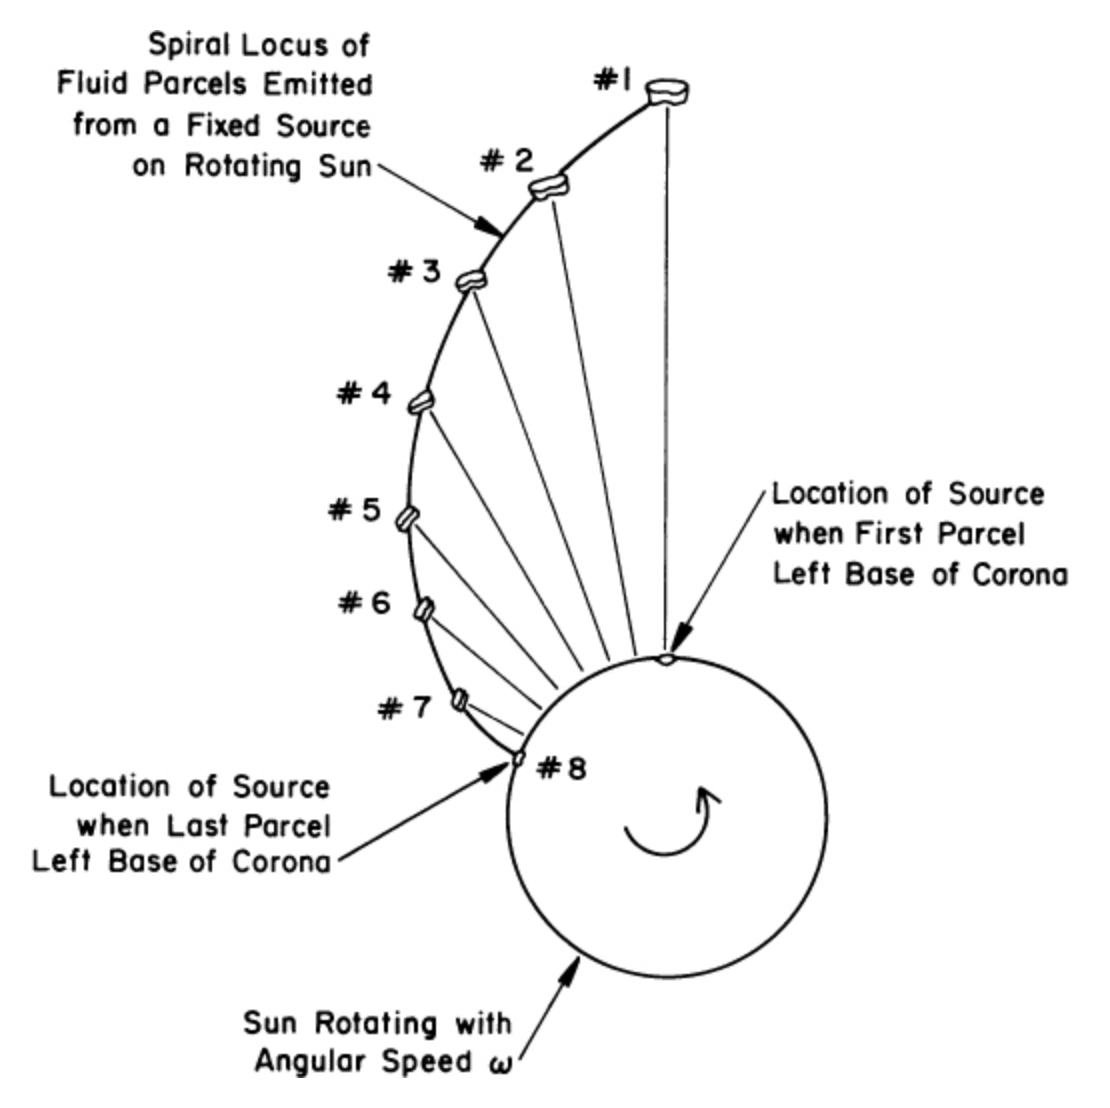 Spiral Locus of
Fluid Parcels Emitted
from a Fixed Source
on Rotating Sun
#1
# 2
# 3
# 4
# 5
Location of Source
when First Parcel
Left Base of Corona
# 6
# 7
#8
Location of Source
when Last Parcel
Left Base of Corona
Sun Rotating with
Angular Speed ω